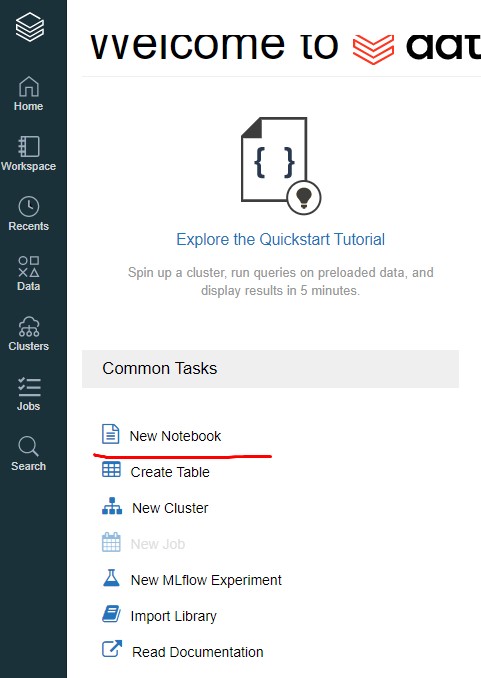 Welcome to
Home
Workspace
Recents
Data
Clusters
Jobs
Search
{ }
Explore the Quickstart Tutorial
Spin up a cluster, run queries on preloaded data, and
display results in 5 minutes.
Common Tasks
New Notebook
Create Table
New Cluster
New Job
New MLflow Experiment
Import Library
Read Documentation